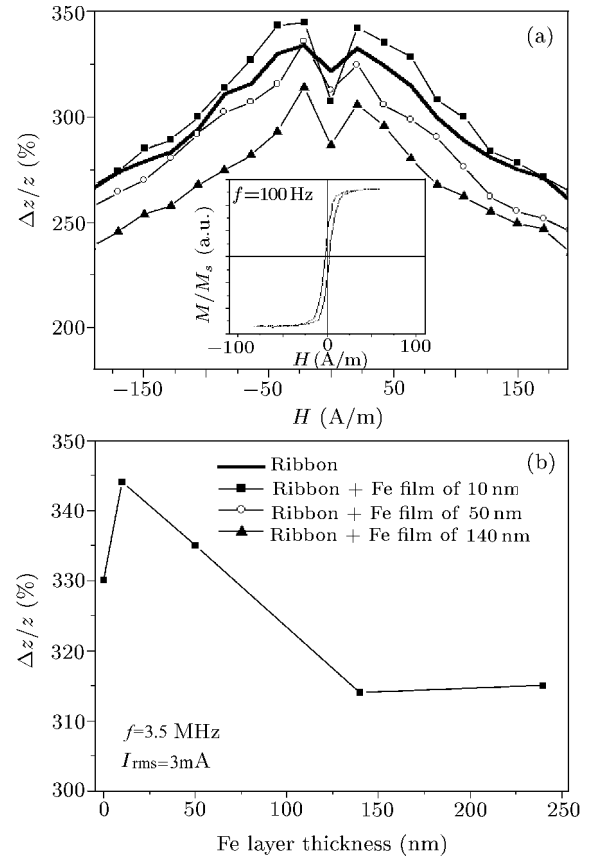 350
(a)
300
250
200
Δz/z (%)
f=100 Hz
M/M_s (a.u.)
−100
0
100
H (A/m)
−150
−50
0
50
150
H (A/m)
350
(b)
Ribbon
Ribbon + Fe film of 10 nm
Ribbon + Fe film of 50 nm
Ribbon + Fe film of 140 nm
340
330
320
310
300
Δz/z (%)
f=3.5 MHz
I_rms=3mA
0
50
100
150
200
250
Fe layer thickness (nm)